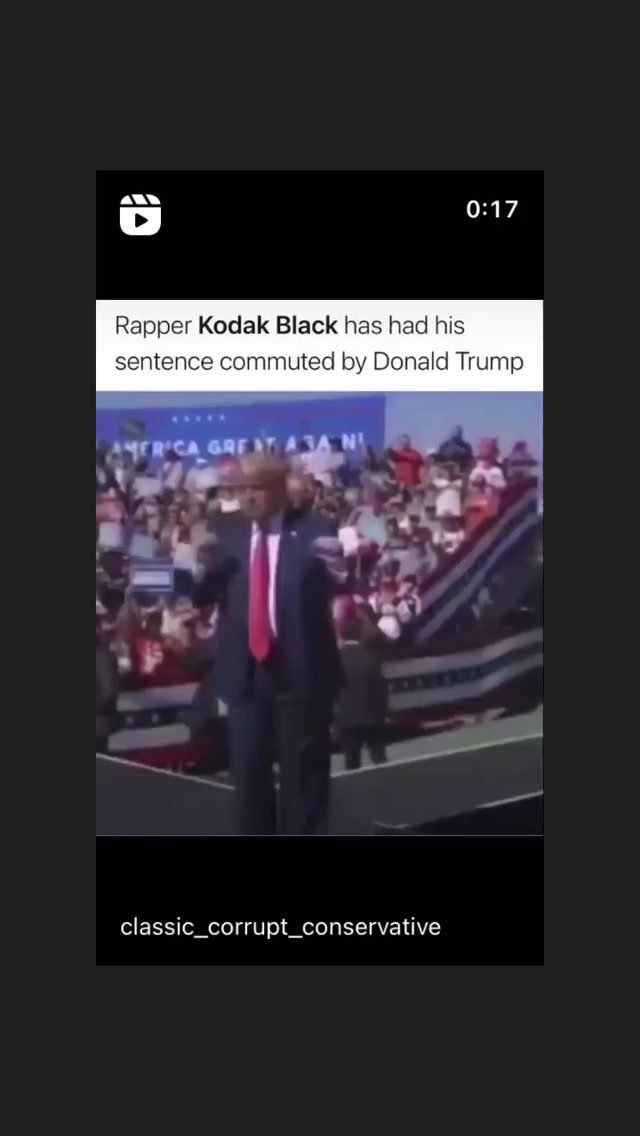 0:17
Rapper Kodak Black has had his
sentence commuted by Donald Trump
AMERICA GREAT AGAIN!
classic_corrupt_conservative